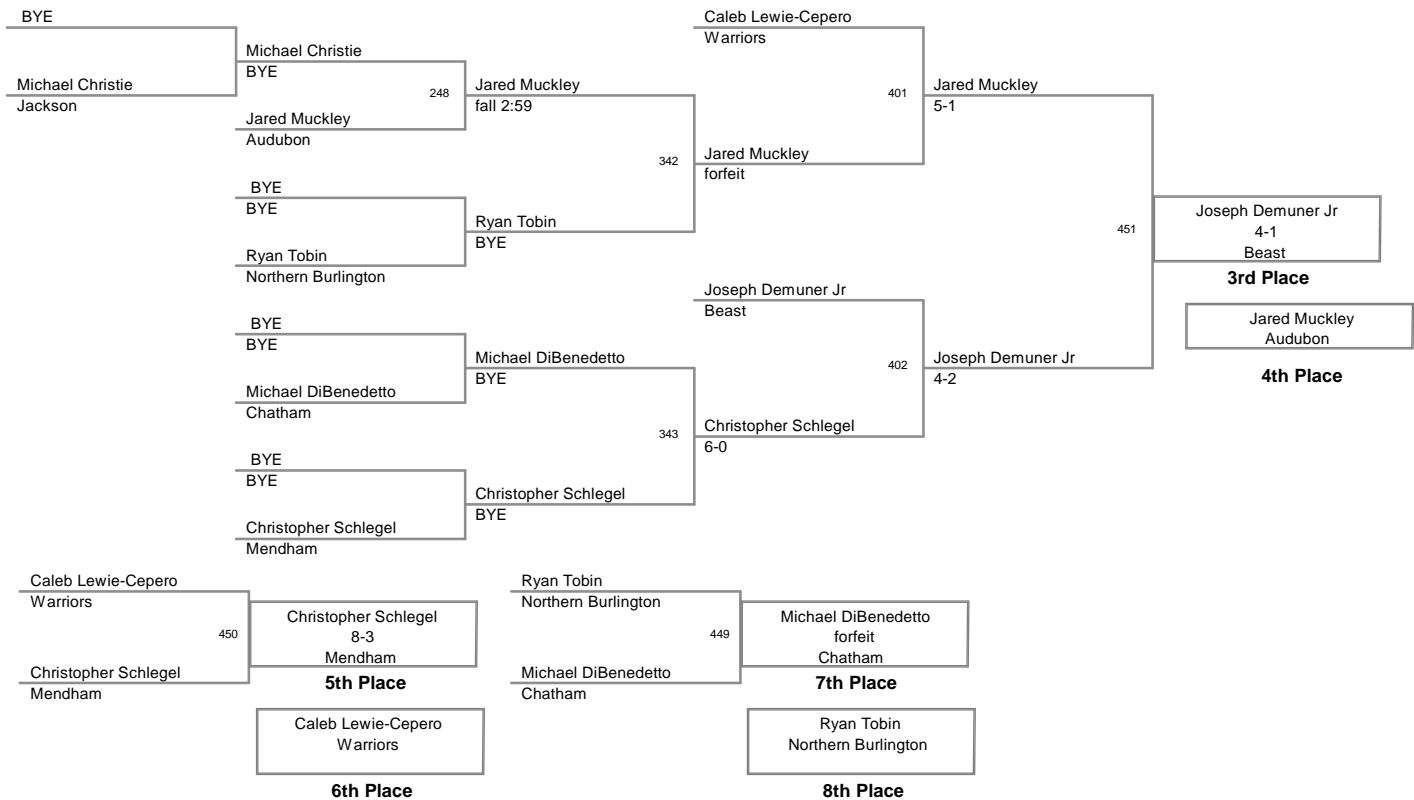 BYE
Michael Christie
Jackson
Michael Christie
BYE
Jared Muckley
Audubon
248
Jared Muckley
fall 2:59
BYE
BYE
Ryan Tobin
Northern Burlington
Ryan Tobin
BYE
342
Jared Muckley
forfeit
Caleb Lewie-Cepero
Warriors
401
Jared Muckley
5-1
BYE
BYE
Michael DiBenedetto
Chatham
Michael DiBenedetto
BYE
BYE
BYE
Christopher Schlegel
Mendham
Christopher Schlegel
BYE
343
Christopher Schlegel
6-0
Joseph Demuner Jr
Beast
402
Joseph Demuner Jr
4-2
451
Joseph Demuner Jr
4-1
Beast
3rd Place
Jared Muckley
Audubon
4th Place
Caleb Lewie-Cepero
Warriors
Christopher Schlegel
Mendham
450
Christopher Schlegel
8-3
Mendham
5th Place
Caleb Lewie-Cepero
Warriors
6th Place
Ryan Tobin
Northern Burlington
Michael DiBenedetto
Chatham
449
Michael DiBenedetto
forfeit
Chatham
7th Place
Ryan Tobin
Northern Burlington
8th Place